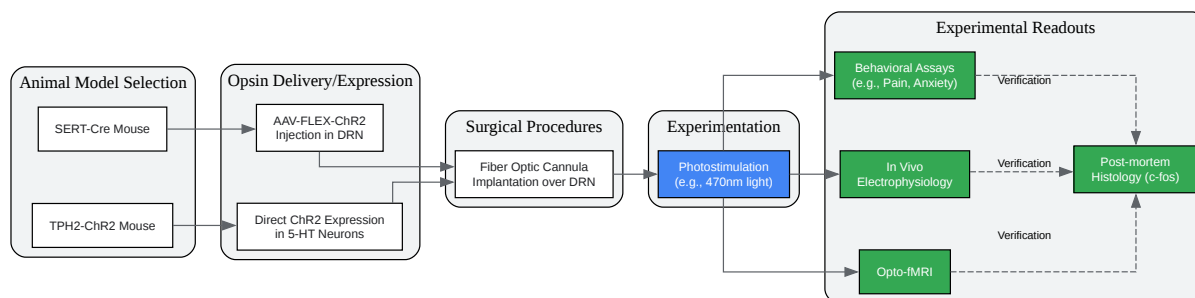 Animal Model Selection
SERT-Cre Mouse
TPH2-ChR2 Mouse
Opsin Delivery/Expression
AAV-FLEX-ChR2
Injection in DRN
Direct ChR2 Expression
in 5-HT Neurons
Surgical Procedures
Fiber Optic Cannula
Implantation over DRN
Experimentation
Photostimulation
(e.g., 470nm light)
Experimental Readouts
Behavioral Assays
(e.g., Pain, Anxiety)
Verification
In Vivo
Electrophysiology
Verification
Post-mortem
Histology (c-fos)
Verification
Opto-fMRI